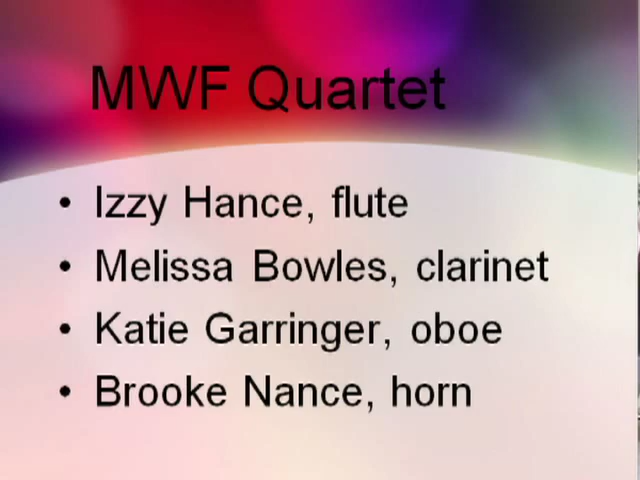 MWF Quartet
• Izzy Hance, flute
• Melissa Bowles, clarinet
• Katie Garringer, oboe
• Brooke Nance, horn